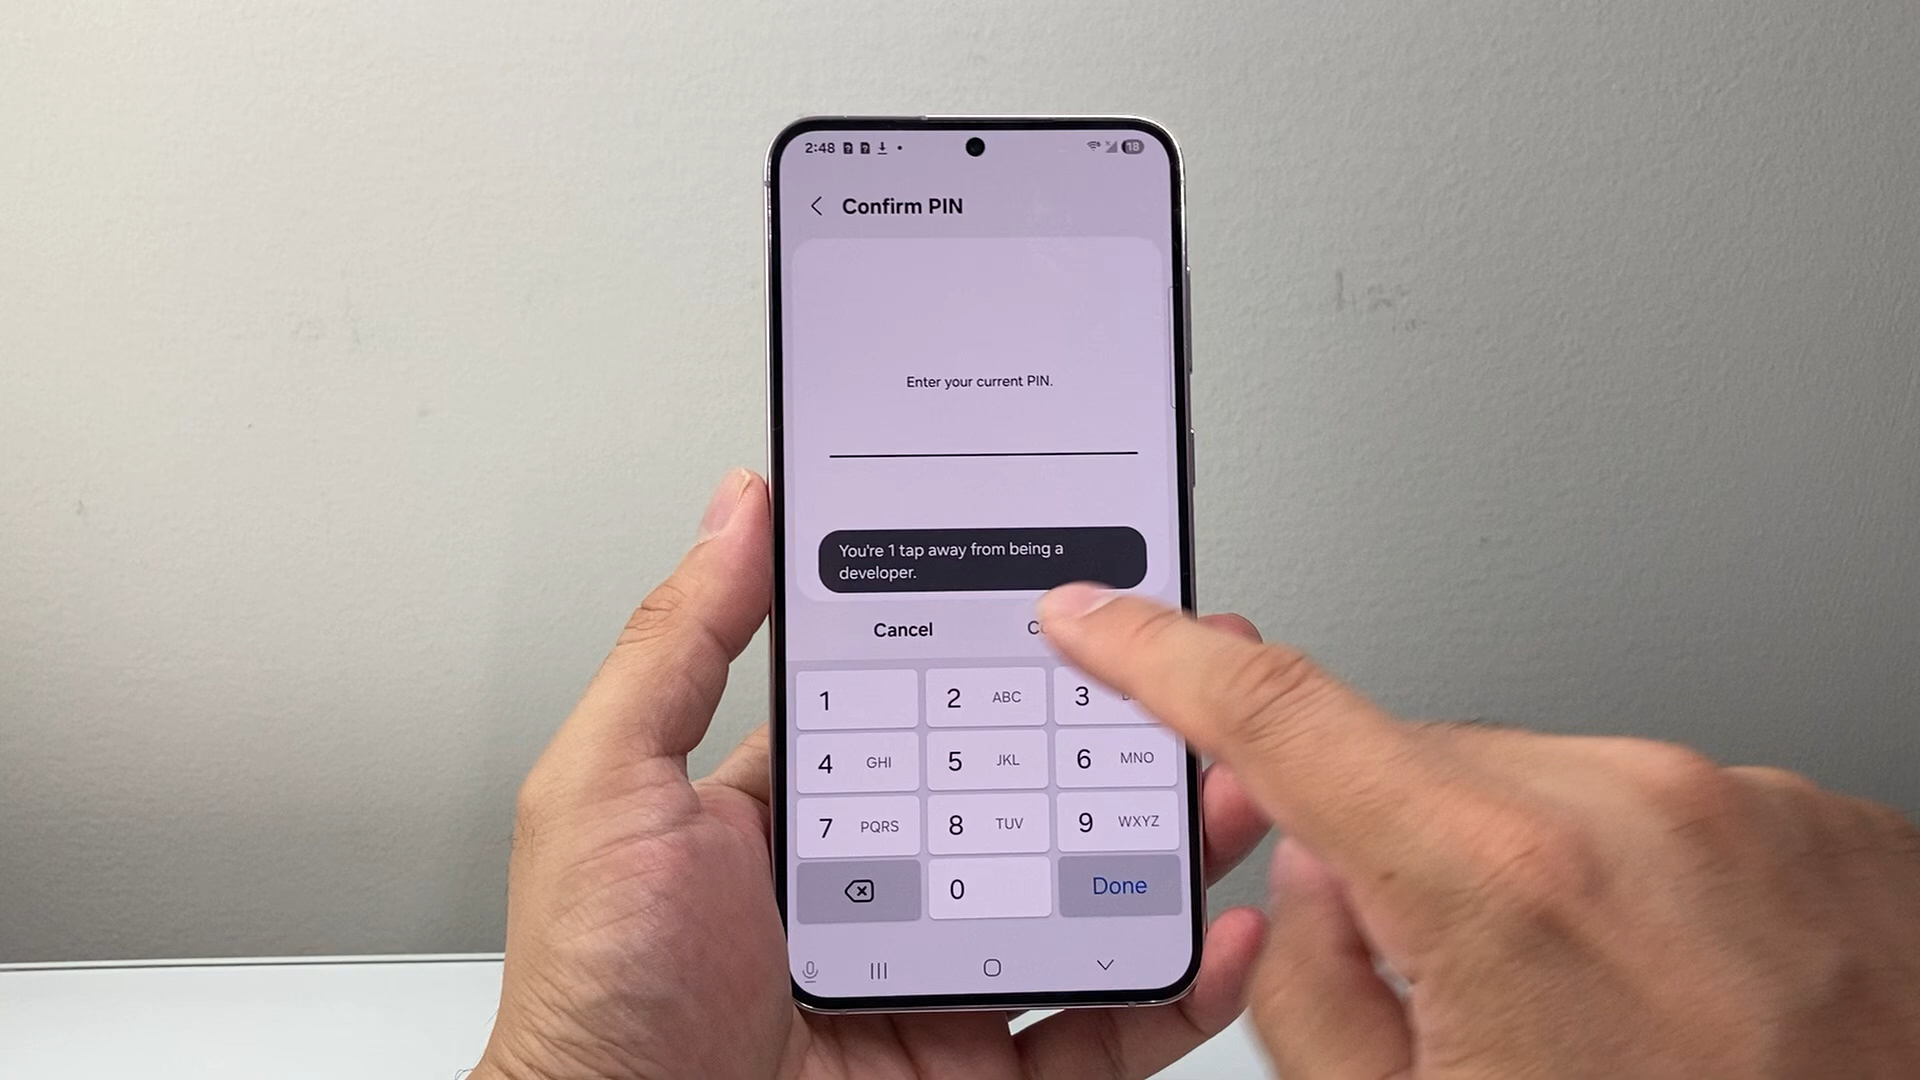 2:48
18
Confirm PIN
Enter your current PIN.
You're 1 tap away from being a
developer.
Cancel
1
2 ABC
3
4 GHI
5 JKL
6 MNO
7 PQRS
8 TUV
9 WXYZ
0
Done